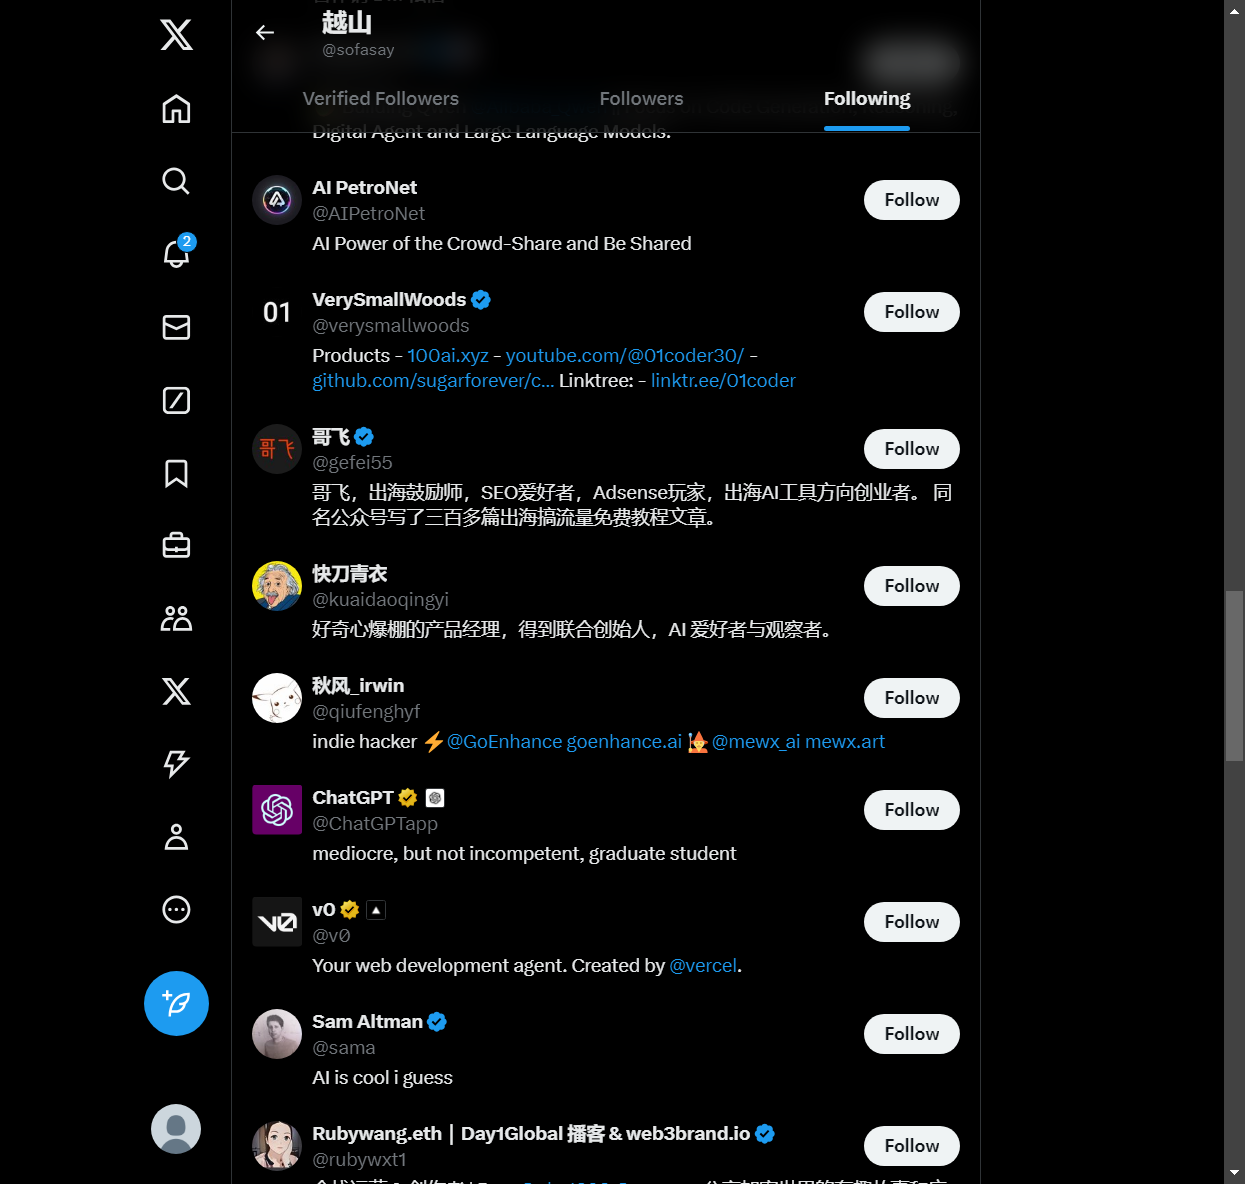 越山
@sofasay
Verified Followers
Followers
Following
Digital Agent and Large Language Models.
AI PetroNet
@AIPetroNet
Follow
AI Power of the Crowd-Share and Be Shared
2
01
VerySmallWoods
@verysmallwoods
Follow
Products - 100ai.xyz - youtube.com/@01coder30/ -
github.com/sugarforever/c... Linktree: - linktr.ee/01coder
哥飞
哥飞
@gefei55
Follow
哥飞，出海鼓励师，SEO爱好者，Adsense玩家，出海AI工具方向创业者。 同
名公众号写了三百多篇出海搞流量免费教程文章。
快刀青衣
@kuaidaoqingyi
Follow
好奇心爆棚的产品经理，得到联合创始人，AI 爱好者与观察者。
秋风_irwin
@qiufenghyf
Follow
indie hacker ⚡@GoEnhance goenhance.ai 🧙@mewx_ai mewx.art
ChatGPT
@ChatGPTapp
Follow
mediocre, but not incompetent, graduate student
v0
v0
@v0
Follow
Your web development agent. Created by @vercel.
Sam Altman
@sama
Follow
AI is cool i guess
Rubywang.eth｜Day1Global 播客 & web3brand.io
@rubywxt1
Follow